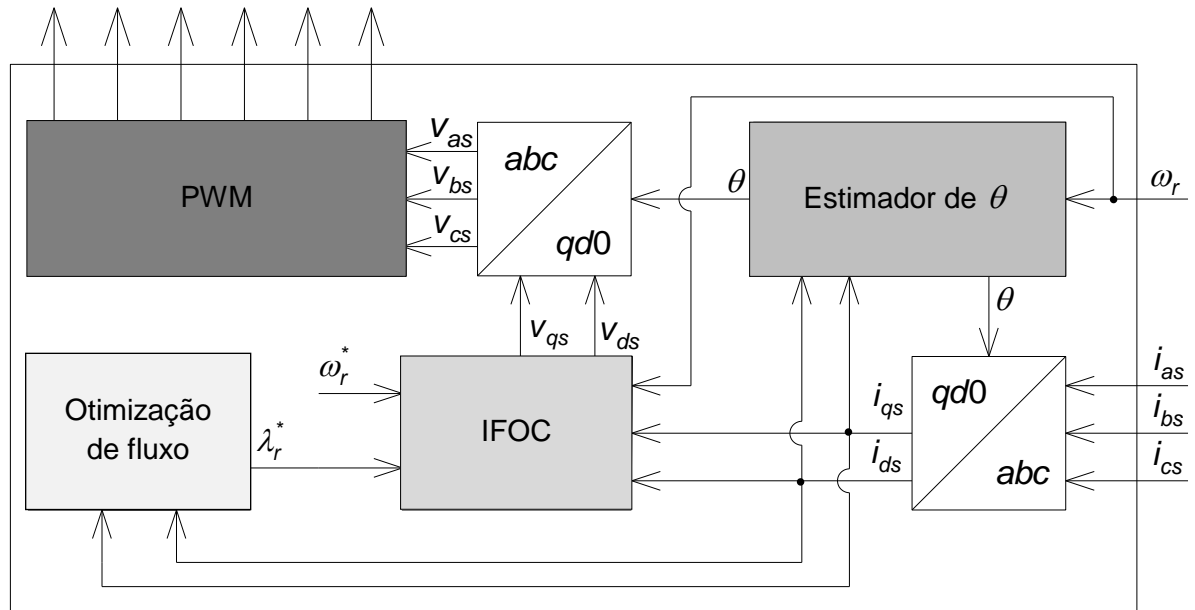 v_as
abc
θ
Estimador de θ
ω_r
PWM
v_bs
v_cs
qd0
θ
v_qs
v_ds
ω_r^*
i_as
Otimização
de fluxo
λ_r^*
IFOC
i_qs
qd0
i_bs
i_ds
abc
i_cs